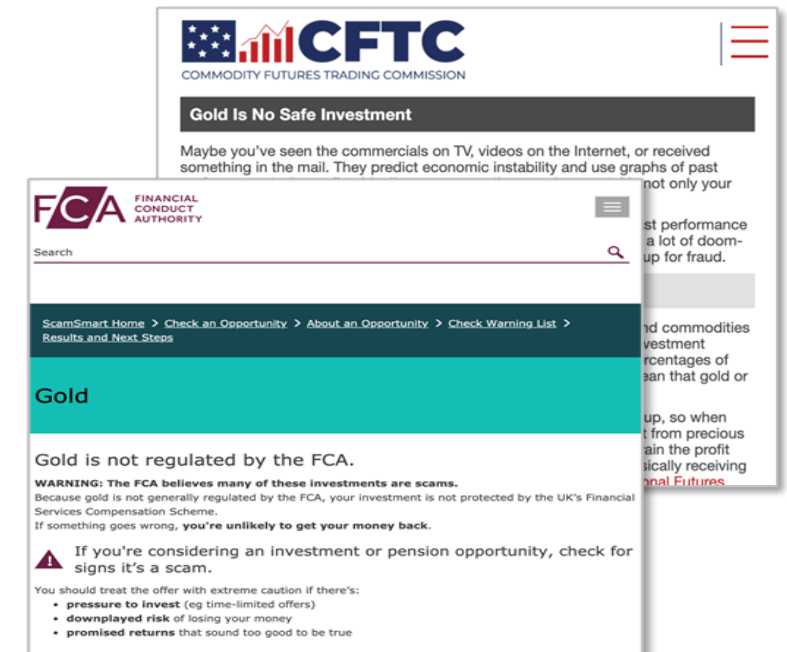 CFTC
COMMODITY FUTURES TRADING COMMISSION
Gold Is No Safe Investment
Maybe you’ve seen the commercials on TV, videos on the Internet, or received
something in the mail. They predict economic instability and use graphs of past
not only your
st performance
a lot of doom-
up for fraud.
nd commodities
vestment
rcentages of
ean that gold or
up, so when
t from precious
ain the profit
sically receiving
onal Futures
FCA FINANCIAL
CONDUCT
AUTHORITY
Search
ScamSmart Home > Check an Opportunity > About an Opportunity > Check Warning List >
Results and Next Steps
Gold
Gold is not regulated by the FCA.
WARNING: The FCA believes many of these investments are scams.
Because gold is not generally regulated by the FCA, your investment is not protected by the UK's Financial
Services Compensation Scheme.
If something goes wrong, you're unlikely to get your money back.
If you're considering an investment or pension opportunity, check for
signs it's a scam.
You should treat the offer with extreme caution if there's:
• pressure to invest (eg time-limited offers)
• downplayed risk of losing your money
• promised returns that sound too good to be true